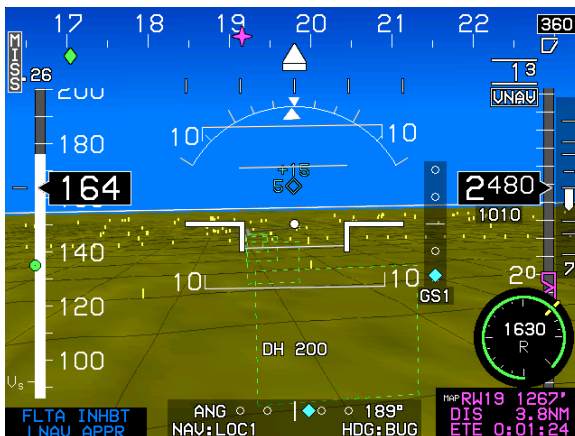 17 18 19 20 21 22 360
MISS
.26
13
VNAV
200
180
10 10
+15
5
164
2480
1010
140
7
120
10 10
20
GS1
1630
R
100
DH 200
Vs
FLTA INHBT
LNAV APPR
ANG 189°
NAV:LOC1 HDG:BUG
MAP RW19 1267'
DIS 3.8NM
ETE 0:01:24